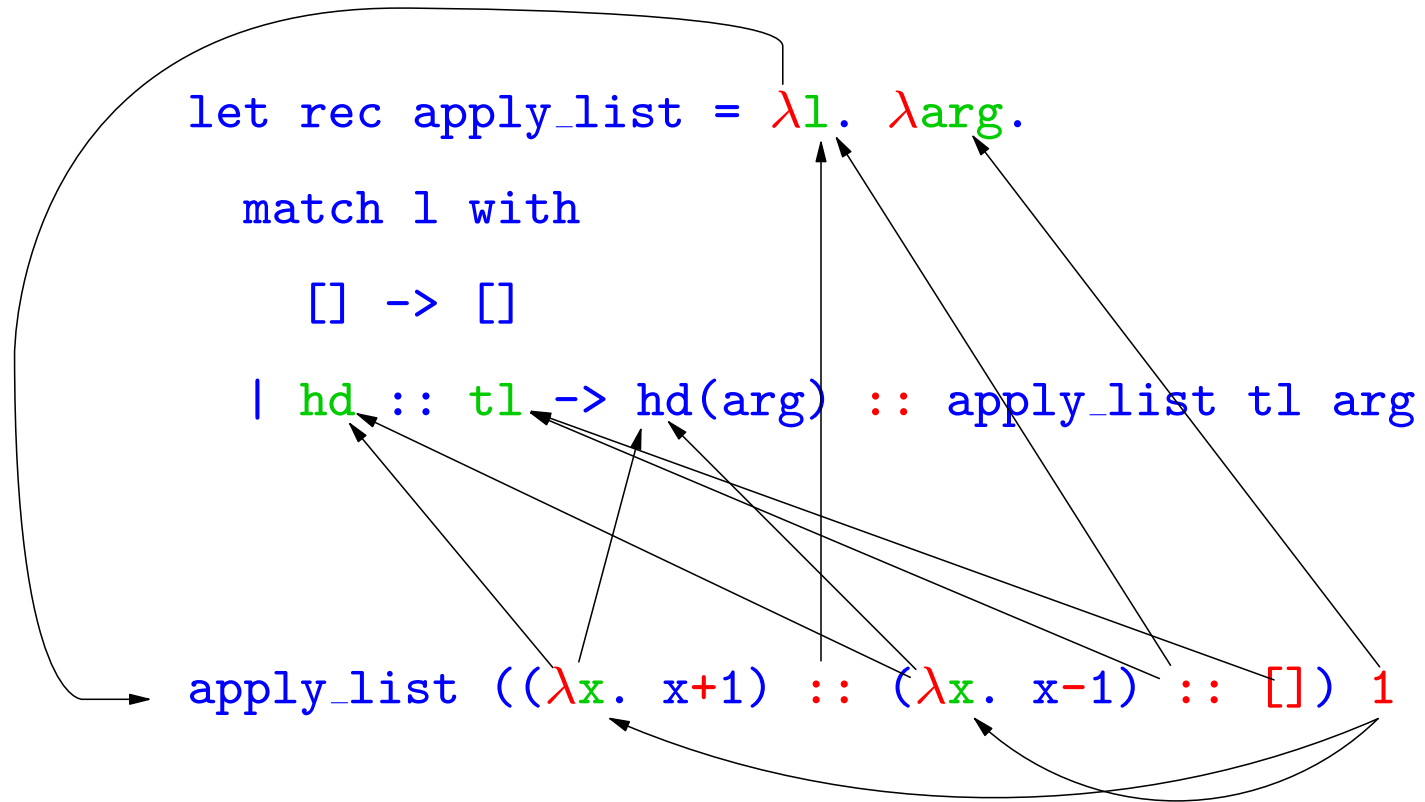 let rec apply_list = λl. λarg.
match l with
[] -> []
| hd :: tl -> hd(arg) :: apply_list tl arg
apply_list ((λx. x+1) :: (λx. x-1) :: []) 1